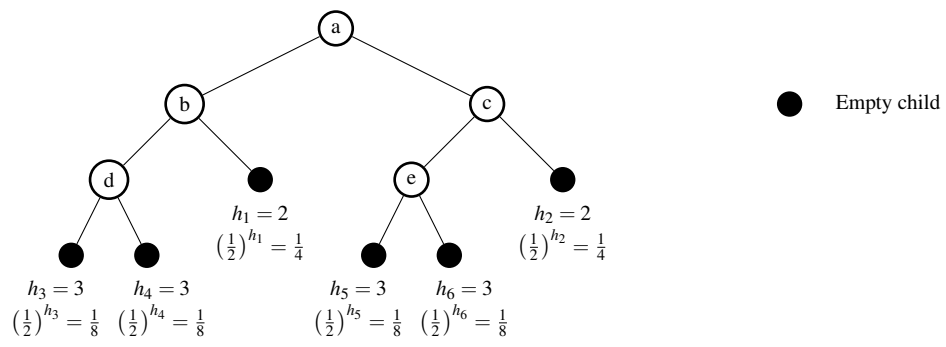 a
b
c
Empty child
d
e
h₁ = 2
(1/2)^h₁ = 1/4
h₂ = 2
(1/2)^h₂ = 1/4
h₃ = 3
(1/2)^h₃ = 1/8
h₄ = 3
(1/2)^h₄ = 1/8
h₅ = 3
(1/2)^h₅ = 1/8
h₆ = 3
(1/2)^h₆ = 1/8